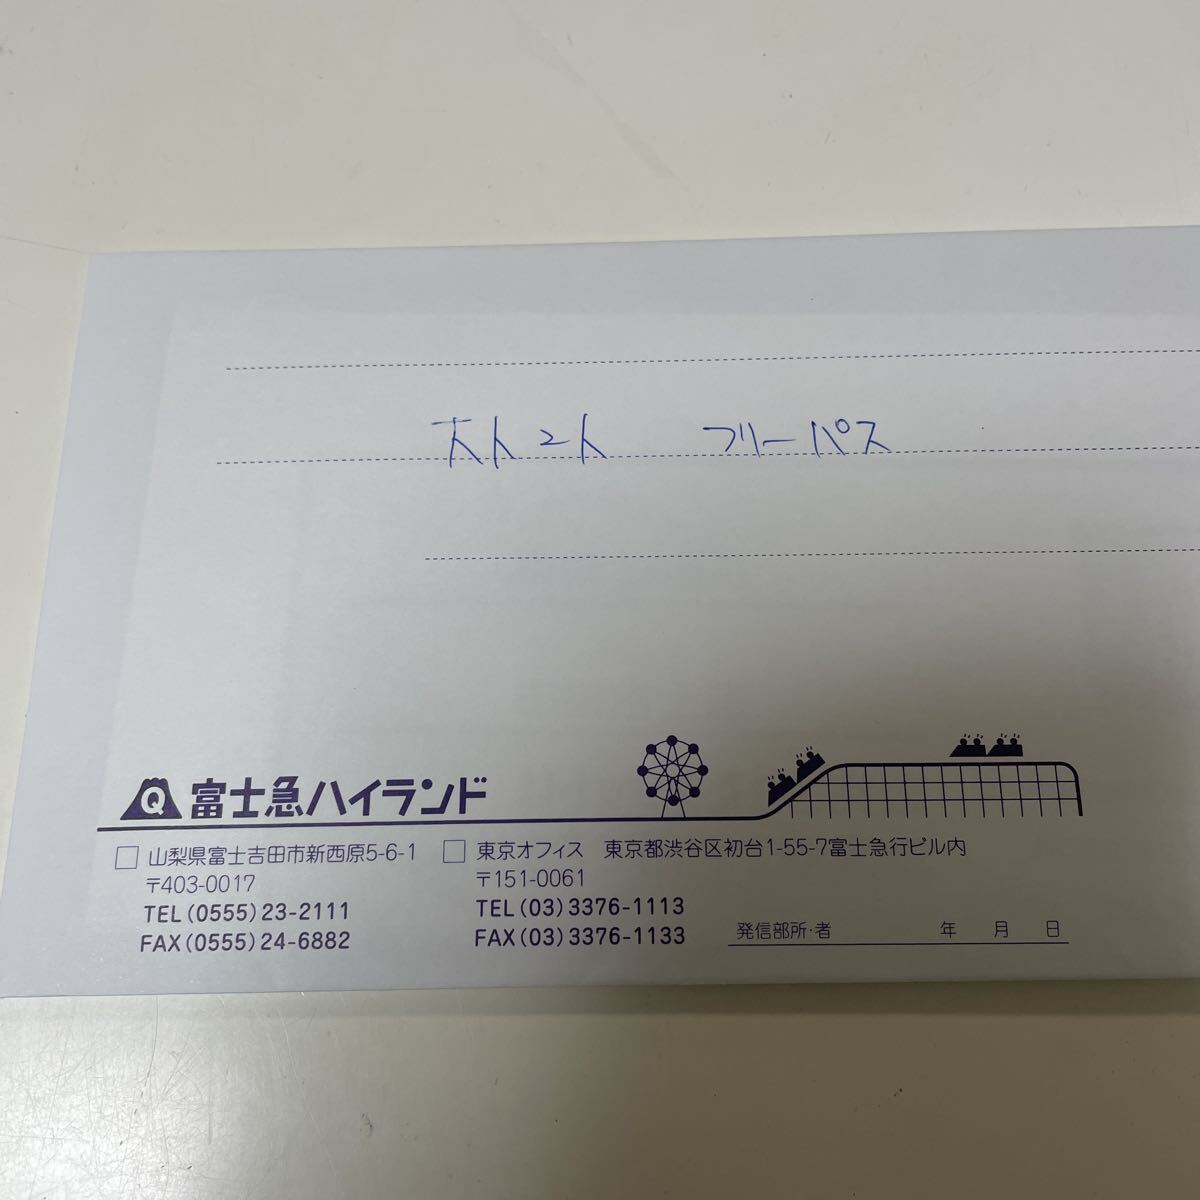 大人2人 フリーパス
Q 富士急ハイランド
□ 山梨県富士吉田市新西原5-6-1
〒403-0017
TEL(0555)23-2111
FAX(0555)24-6882
□ 東京オフィス 東京都渋谷区初台1-55-7富士急行ビル内
〒151-0061
TEL(03)3376-1113
FAX(03)3376-1133
発信部所・者 年 月 日